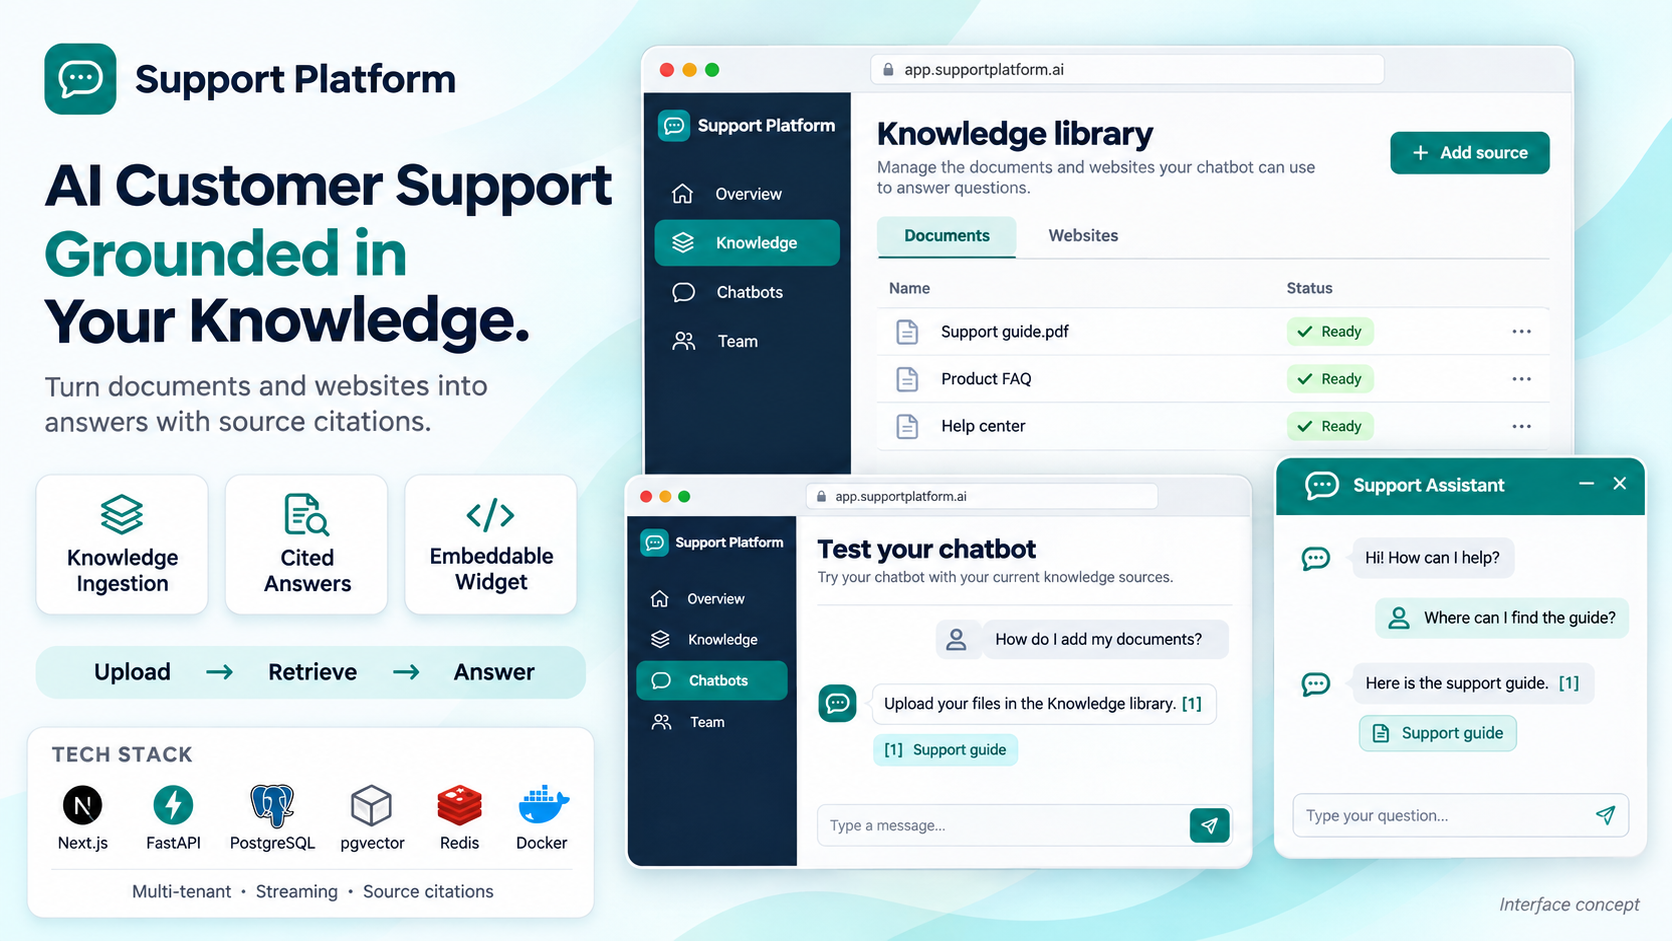 Support Platform
AI Customer Support
Grounded in
Your Knowledge.
Turn documents and websites into
answers with source citations.
Knowledge
Ingestion
Cited
Answers
Embeddable
Widget
Upload → Retrieve → Answer
TECH STACK
Next.js
FastAPI
PostgreSQL
pgvector
Redis
Docker
Multi-tenant • Streaming • Source citations
app.supportplatform.ai
Support Platform
Overview
Knowledge
Chatbots
Team
Knowledge library
Manage the documents and websites your chatbot can use
to answer questions.
+ Add source
Documents
Websites
Name Status
Support guide.pdf Ready
Product FAQ Ready
Help center Ready
app.supportplatform.ai
Support Platform
Overview
Knowledge
Chatbots
Team
Test your chatbot
Try your chatbot with your current knowledge sources.
How do I add my documents?
Upload your files in the Knowledge library. [1]
[1] Support guide
Type a message...
Support Assistant
Hi! How can I help?
Where can I find the guide?
Here is the support guide. [1]
Support guide
Type your question...
Interface concept